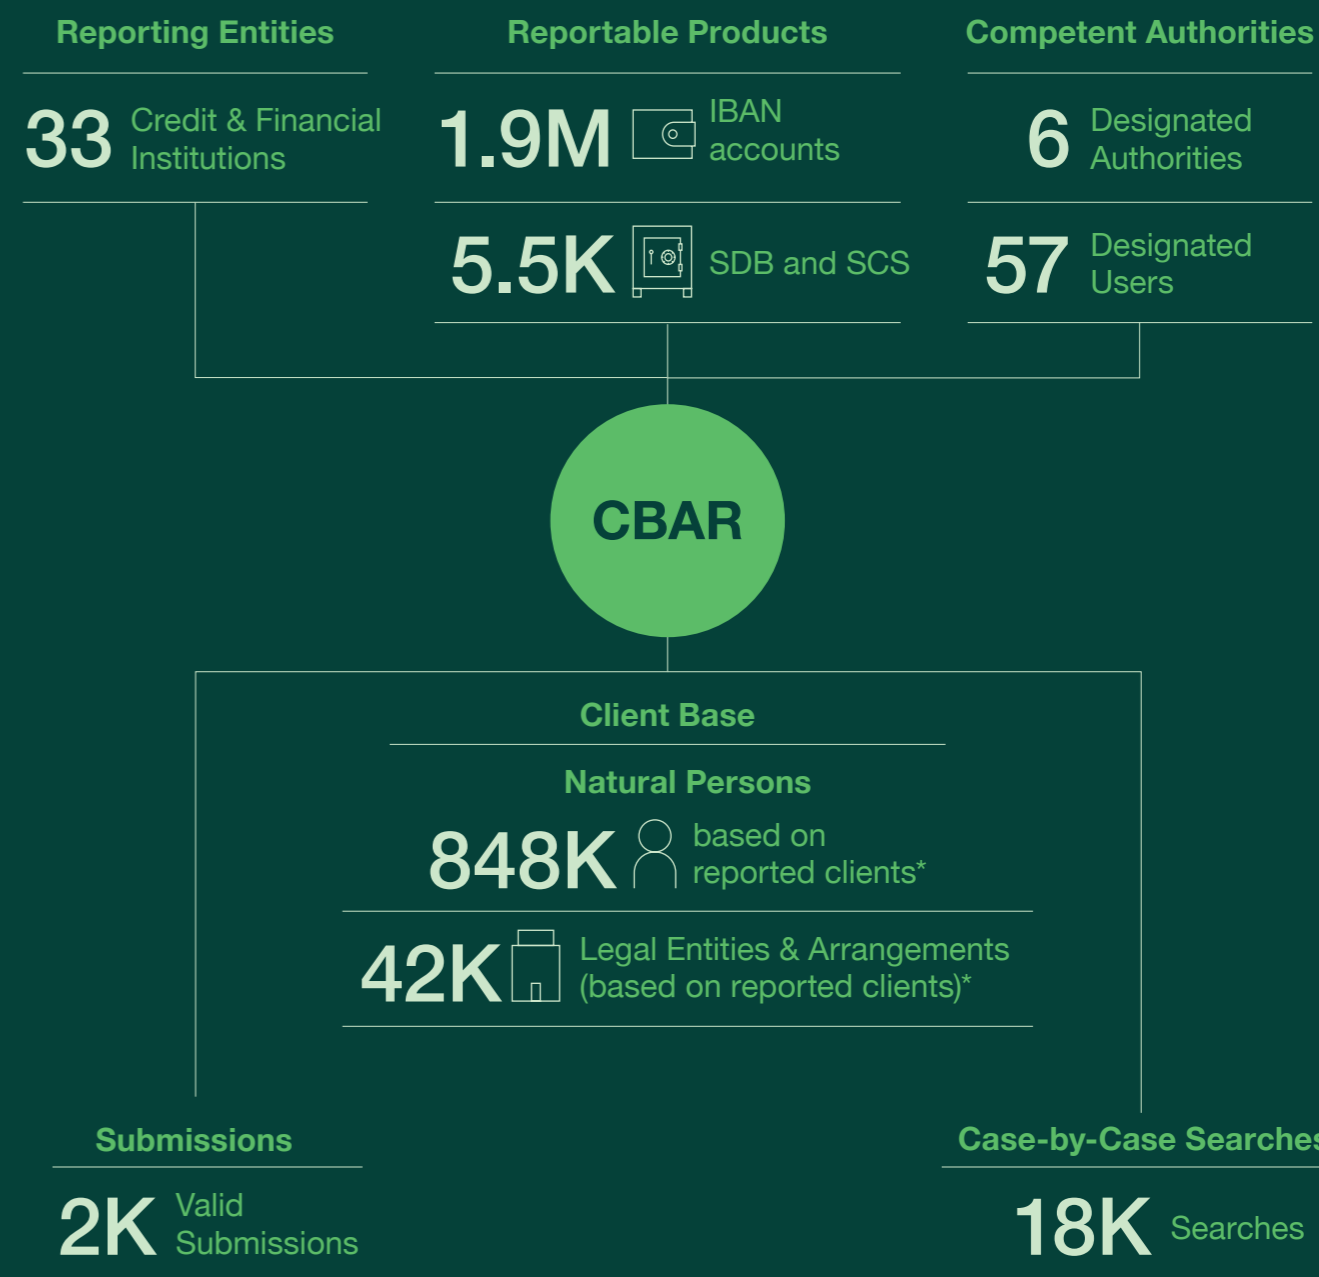 Reporting Entities
33 Credit & Financial
Institutions
Reportable Products
1.9M IBAN
accounts
5.5K SDB and SCS
Competent Authorities
6 Designated
Authorities
57 Designated
Users
CBAR
Client Base
Natural Persons
848K based on
reported clients*
42K Legal Entities & Arrangements
(based on reported clients)*
Submissions
2K Valid
Submissions
Case-by-Case Searches
18K Searches